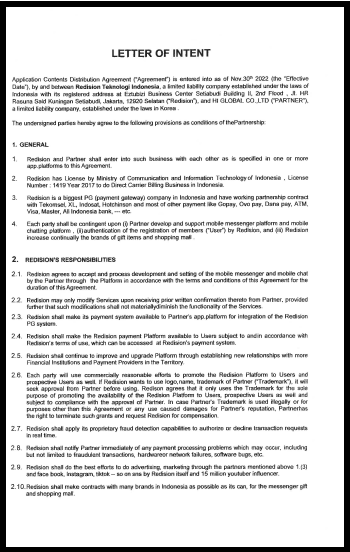 LETTER OF INTENT
Application Contents Distribution Agreement ("Agreement") is entered into as of Nov.30th 2022 (the "Effective
Date"), by and between Redision Teknologi Indonesia, a limited liability company established under the laws of
Indonesia with its registered address at Eztubizi Business Center Setiabudi Building II, 2nd Flood , Jl. HR
Rasuna Said Kuningan Setiabudi, Jakarta, 12920 Selatan ("Redision"), and HI GLOBAL CO.,LTD ("PARTNER"),
a limited liability company, established under the laws in Korea .
The undersigned parties hereby agree to the following provisions as conditions of thePartnership:
1. GENERAL
1. Redision and Partner shall enter into such business with each other as is specified in one or more
app.platforms to this Agreement.
2. Redision has License by Ministry of Communication and Information Technology of Indonesia , License
Number : 1419 Year 2017 to do Direct Carrier Billing Business in Indonesia.
3. Redision is a biggest PG (payment gateway) company in Indonesia and have working partnership contract
with Tekomsel, XL, Indosat, Hotchinson and most of other payment like Gopay, Ovo pay, Dana pay, ATM,
Visa, Master, All Indonesia bank, --- etc.
4. Each party shall be contingent upon (i) Partner develop and support mobile messenger platform and mobile
chatting platform , (ii)authentication of the registration of members ("User") by Redision, and (iii) Redision
increase continually the brands of gift items and shopping mall .
2. REDISION'S RESPONSIBILITIES
2.1. Redision agrees to accept and process development and setting of the mobile messenger and mobile chat
by the Partner through the Platform in accordance with the terms and conditions of this Agreement for the
duration of this Agreement.
2.2. Redision may only modify Services upon receiving prior written confirmation thereto from Partner, provided
further that such modifications shall not materiallydiminish the functionality of the Services.
2.3. Redision shall make its payment system available to Partner's app.platform for integration of the Redision
PG system.
2.4. Redision shall make the Redision payment Platform available to Users subject to andin accordance with
Redision's terms of use, which can be accessed at Redision's payment system.
2.5. Redision shall continue to improve and upgrade Platform through establishing new relationships with more
Financial Institutions and Payment Providers in the Territory.
2.6. Each party will use commercially reasonable efforts to promote the Redision Platform to Users and
prospective Users as well. If Redision wants to use logo,name, trademark of Partner ("Trademark"), it will
seek approval from Partner before using. Redision agrees that it only uses the Trademark for the sole
purpose of promoting the availability of the Redision Platform to Users, prospective Users as well and
subject to compliance with the approval of Partner. In case Partner's Trademark is used illegally or for
purposes other than this Agreement or any use caused damages for Partner's reputation, Partnerhas
the right to terminate such grants and request Redision for compensation.
2.7. Redision shall apply its proprietary fraud detection capabilities to authorize or decline transaction requests
in real time.
2.8. Redision shall notify Partner immediately of any payment processing problems which may occur, including
but not limited to fraudulent transactions, hardwareor network failures, software bugs, etc.
2.9. Redision shall do the best efforts to do advertising, marketing through the partners mentioned above 1.(3)
and face book, Instagram, tiktok -- so on sns by Redision itself and 15 million youtuber influencer.
2.10. Redision shall make contracts with many brands in Indonesia as possible as its can, for the messenger gift
and shopping mall.